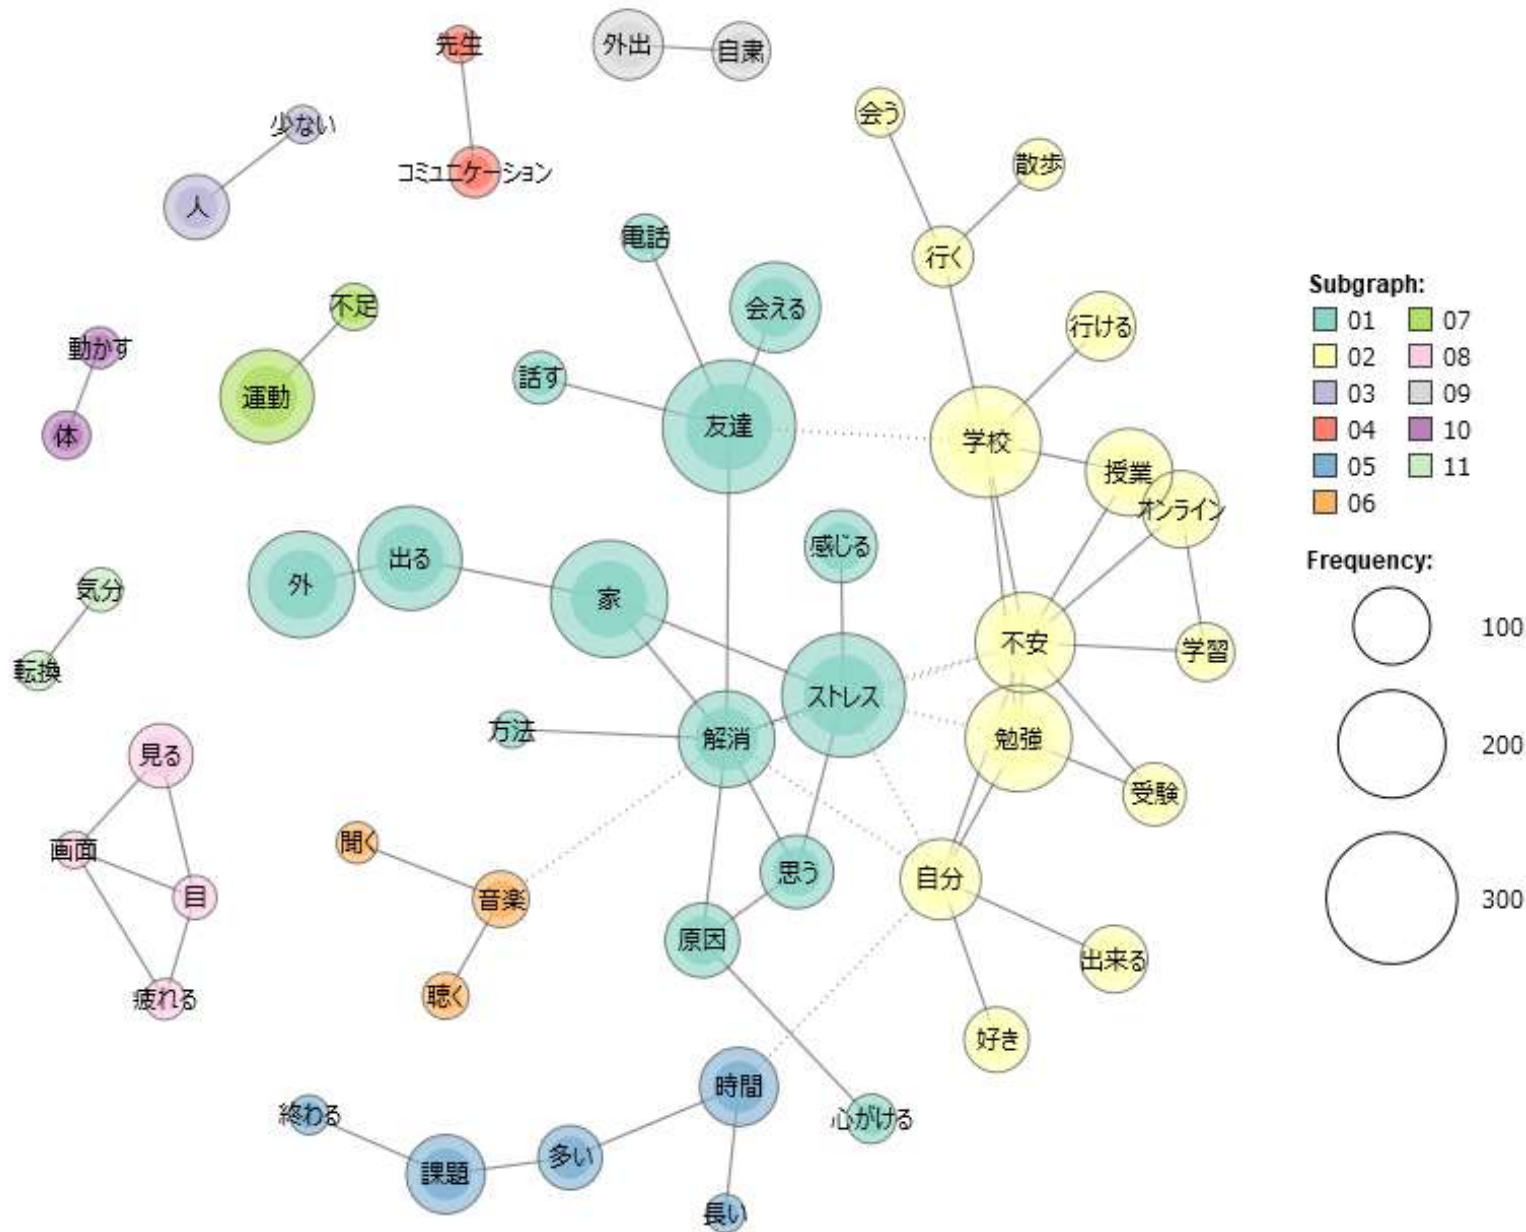 先生
外出
自粛
会う
少ない
コミュニケーション
散歩
人
電話
行く
不足
会える
行ける
動かす
話す
運動
友達
学校
体
授業
オンライン
感じる
出る
外
家
気分
不安
学習
転換
ストレス
方法
解消
勉強
見る
受験
聞く
画面
思う
自分
目
音楽
原因
出来る
疲れる
聴く
好き
時間
終わる
心がける
多い
課題
長い
Subgraph:
01 07
02 08
03 09
04 10
05 11
06
Frequency:
100
200
300